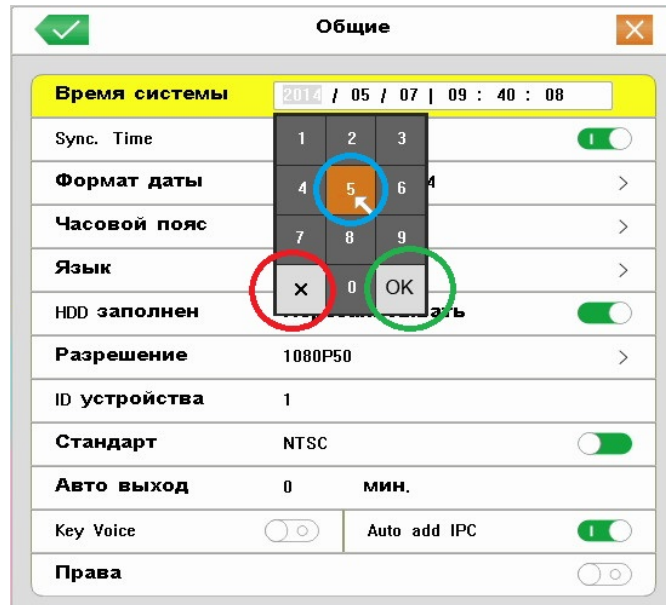 Общие
Время системы 2014 / 05 / 07 | 09 : 40 : 08
Sync. Time
1 2 3
Формат даты
4 5 6
Часовой пояс
7 8 9
Язык
× 0 OK
HDD заполнен
Разрешение 1080P50
ID устройства 1
Стандарт NTSC
Авто выход 0 мин.
Key Voice Auto add IPC
Права